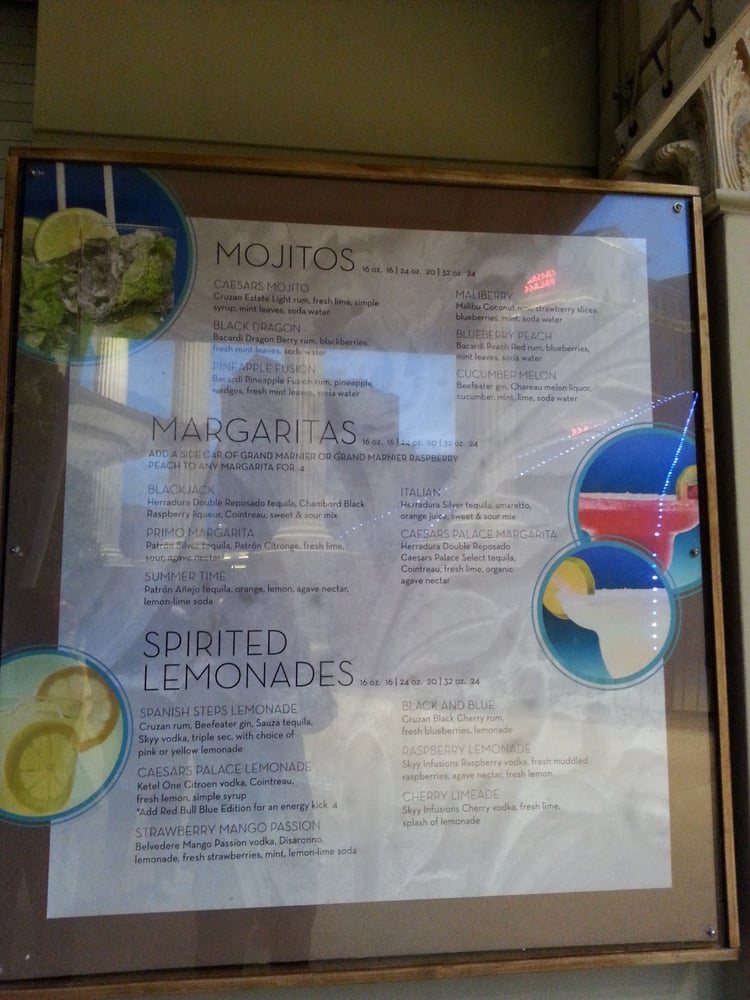 MOJITOS 16 oz. 16 | 24 oz. 20 | 32 oz. 24
CAESARS MOJITO
Cruzan Estate Light rum, fresh lime, simple
syrup, mint leaves, soda water
BLACK DRAGON
Bacardi Dragon Berry rum, blackberries,
fresh mint leaves, soda water
PINEAPPLE FUSION
Bacardi Pineapple Fusion rum, pineapple
wedges, fresh mint leaves, soda water
MALIBERRY
Malibu Coconut rum, strawberry slices,
blueberries, mint, soda water
BLUEBERRY PEACH
Bacardi Peach Red rum, blueberries,
mint leaves, soda water
CUCUMBER MELON
Beefeater gin, Chareau melon liquor,
cucumber, mint, lime, soda water
CAESARS
PALACE
MARGARITAS 16 oz. 16 | 24 oz. 20 | 32 oz. 24
ADD A SIDE CAR OF GRAND MARNIER OR GRAND MARNIER RASPBERRY
PEACH TO ANY MARGARITA FOR 4
BLACKJACK
Herradura Double Reposado tequila, Chambord Black
Raspberry liqueur, Cointreau, sweet & sour mix
PRIMO MARGARITA
Patrón Silver tequila, Patrón Citronge, fresh lime,
sour, agave nectar
SUMMER TIME
Patrón Añejo tequila, orange, lemon, agave nectar,
lemon-lime soda
ITALIAN
Herradura Silver tequila, amaretto,
orange juice, sweet & sour mix
CAESARS PALACE MARGARITA
Herradura Double Reposado
Caesars Palace Select tequila,
Cointreau, fresh lime, organic
agave nectar
SPIRITED
LEMONADES 16 oz. 16 | 24 oz. 20 | 32 oz. 24
SPANISH STEPS LEMONADE
Cruzan rum, Beefeater gin, Sauza tequila,
Skyy vodka, triple sec, with choice of
pink or yellow lemonade
CAESARS PALACE LEMONADE
Ketel One Citroen vodka, Cointreau,
fresh lemon, simple syrup
*Add Red Bull Blue Edition for an energy kick 4
STRAWBERRY MANGO PASSION
Belvedere Mango Passion vodka, Disaronno,
lemonade, fresh strawberries, mint, lemon-lime soda
BLACK AND BLUE
Cruzan Black Cherry rum,
fresh blueberries, lemonade
RASPBERRY LEMONADE
Skyy Infusions Raspberry vodka, fresh muddled
raspberries, agave nectar, fresh lemon
CHERRY LIMEADE
Skyy Infusions Cherry vodka, fresh lime,
splash of lemonade